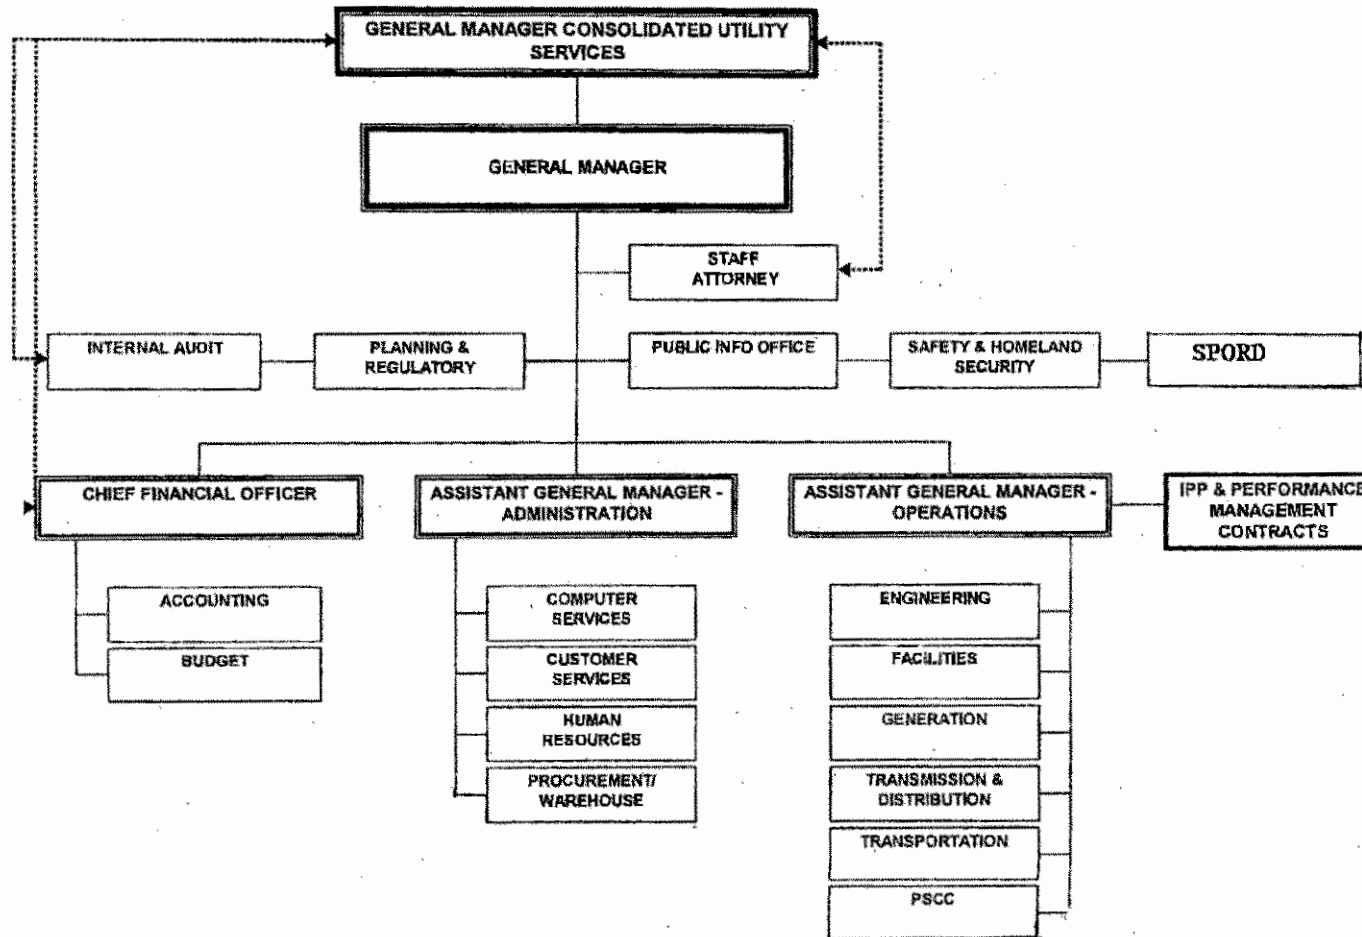 GENERAL MANAGER CONSOLIDATED UTILITY
SERVICES
GENERAL MANAGER
STAFF
ATTORNEY
INTERNAL AUDIT
PLANNING &
REGULATORY
PUBLIC INFO OFFICE
SAFETY & HOMELAND
SECURITY
SPORD
CHIEF FINANCIAL OFFICER
ASSISTANT GENERAL MANAGER -
ADMINISTRATION
ASSISTANT GENERAL MANAGER -
OPERATIONS
IPP & PERFORMANCE
MANAGEMENT
CONTRACTS
ACCOUNTING
BUDGET
COMPUTER
SERVICES
CUSTOMER
SERVICES
HUMAN
RESOURCES
PROCUREMENT/
WAREHOUSE
ENGINEERING
FACILITIES
GENERATION
TRANSMISSION &
DISTRIBUTION
TRANSPORTATION
PSCC